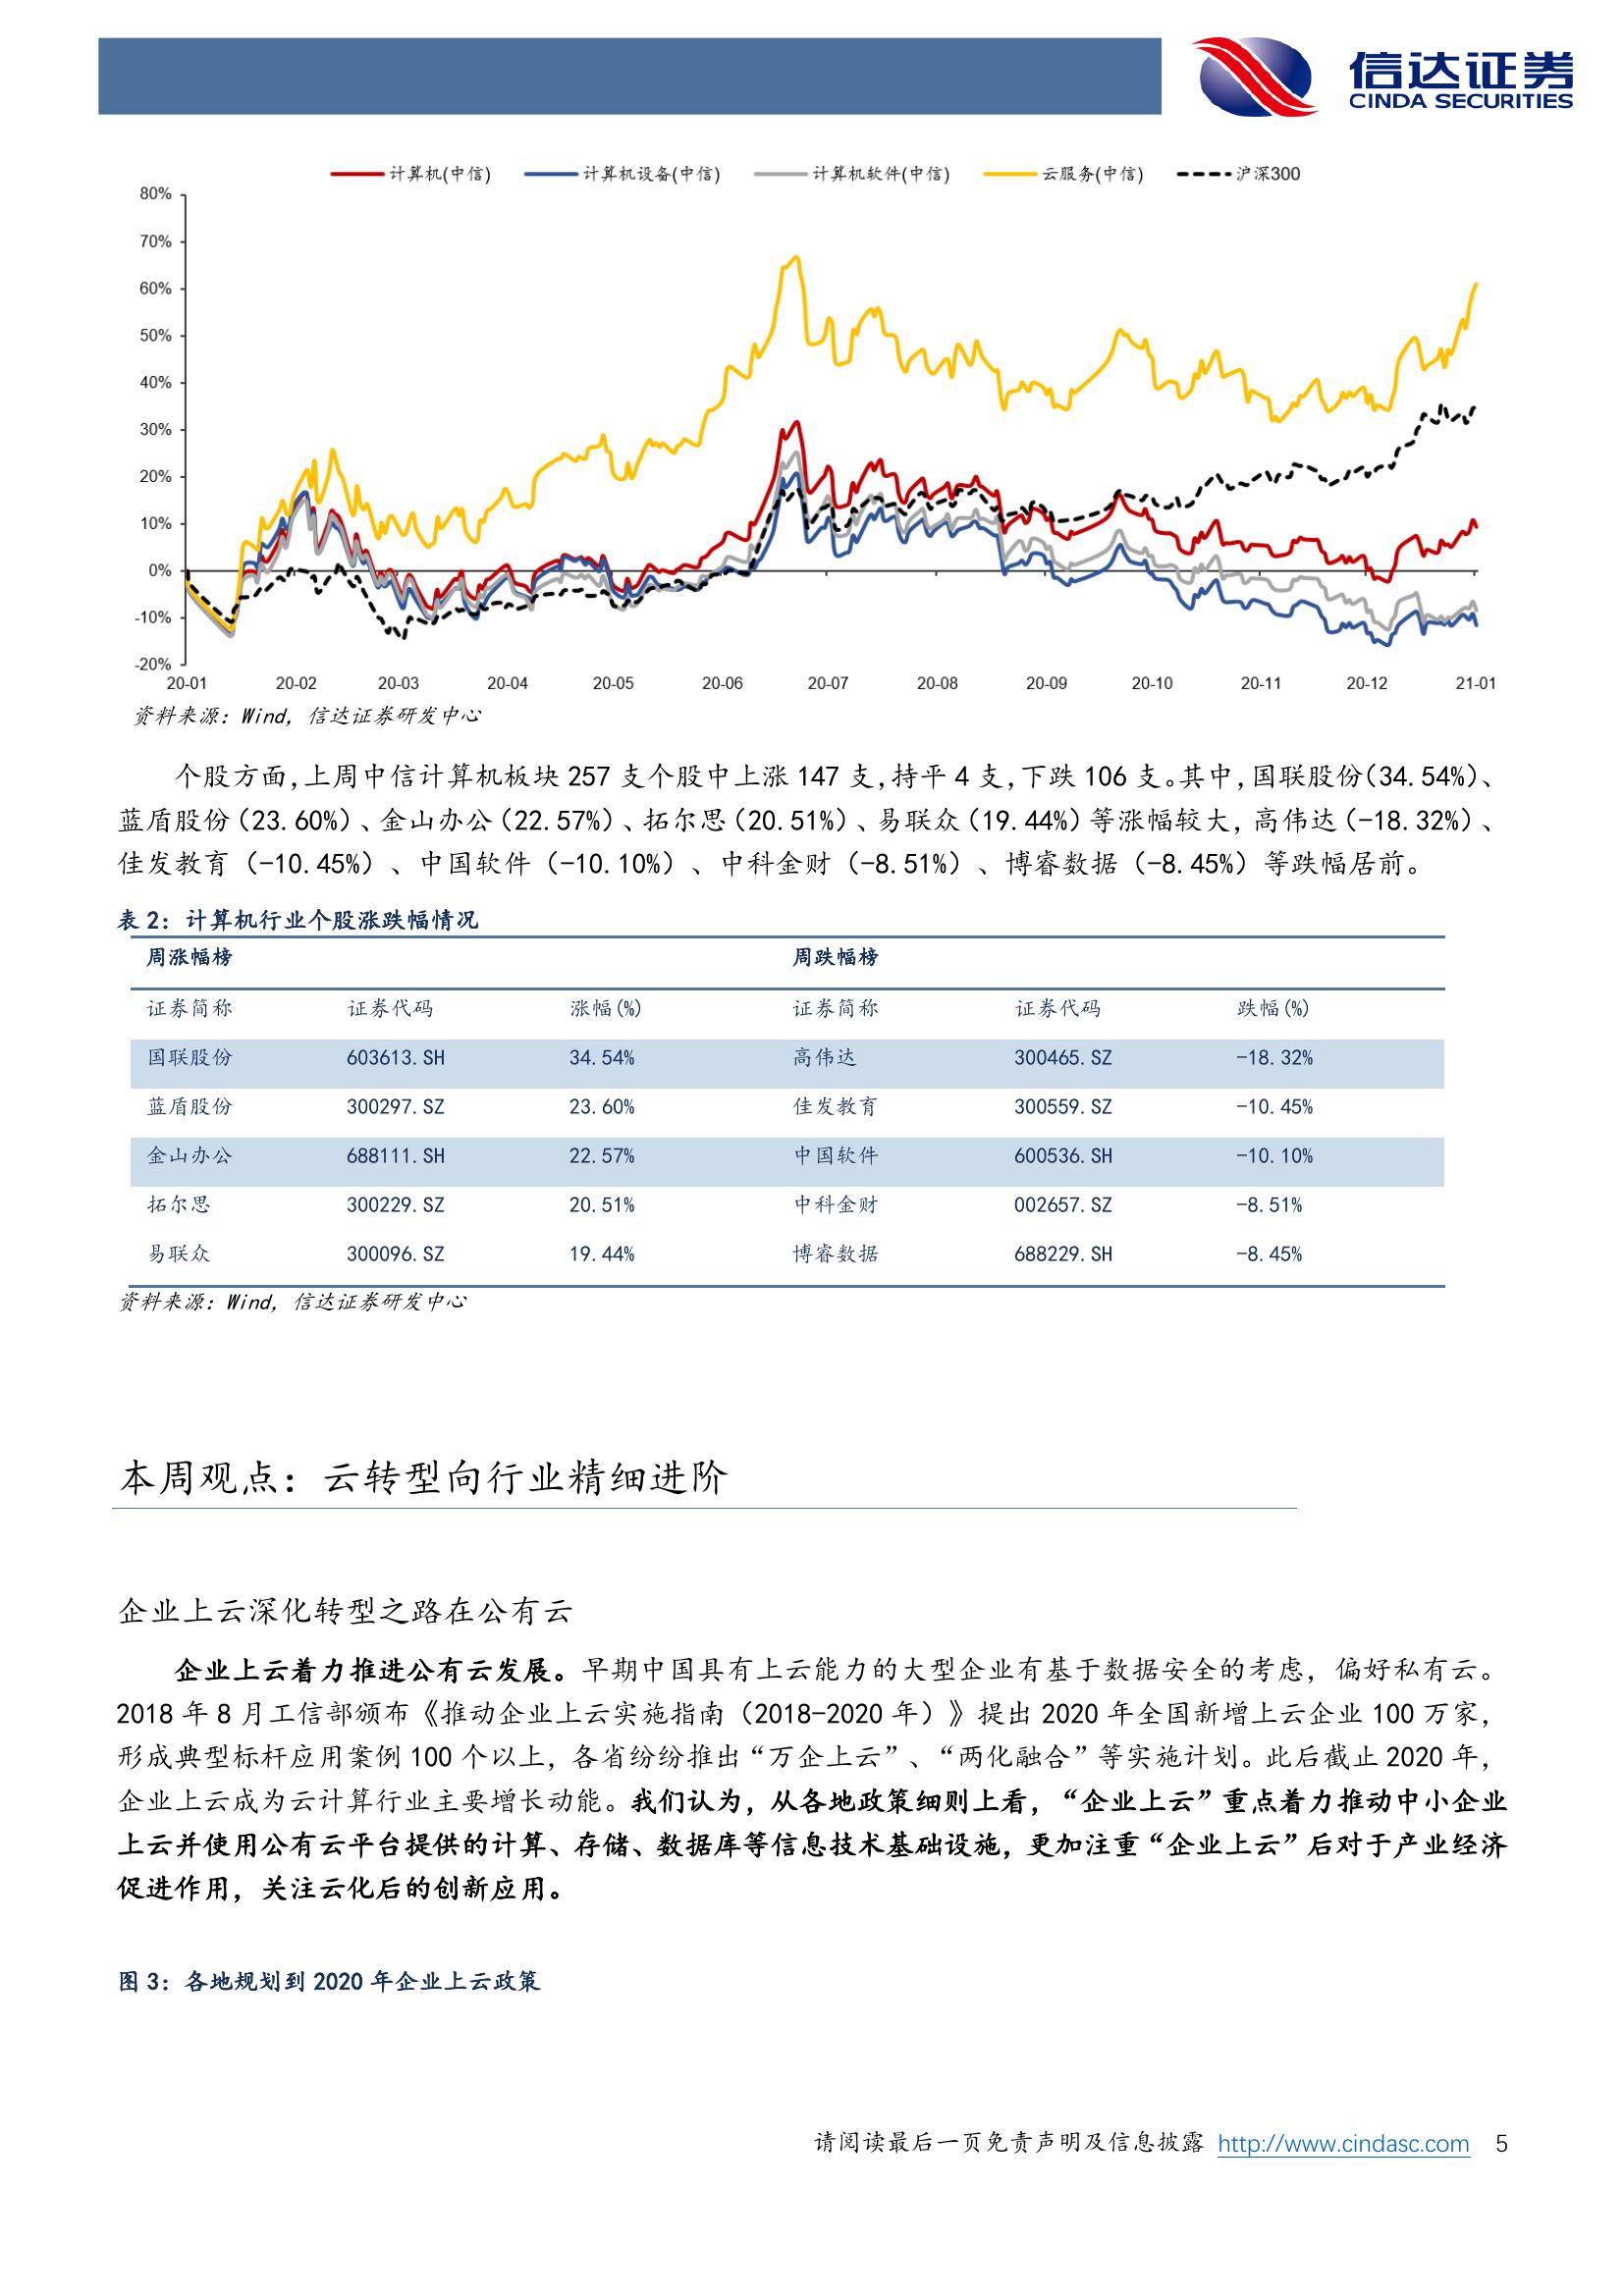 信达证券
CINDA SECURITIES
计算机(中信) 计算机设备(中信) 计算机软件(中信) 云服务(中信) 沪深300
80%
70%
60%
50%
40%
30%
20%
10%
0%
-10%
-20%
20-01 20-02 20-03 20-04 20-05 20-06 20-07 20-08 20-09 20-10 20-11 20-12 21-01
资料来源：Wind，信达证券研发中心
个股方面，上周中信计算机板块 257 支个股中上涨 147 支，持平 4 支，下跌 106 支。其中，国联股份（34.54%）、
蓝盾股份（23.60%）、金山办公（22.57%）、拓尔思（20.51%）、易联众（19.44%）等涨幅较大，高伟达（-18.32%）、
佳发教育（-10.45%）、中国软件（-10.10%）、中科金财（-8.51%）、博睿数据（-8.45%）等跌幅居前。
表 2：计算机行业个股涨跌幅情况
周涨幅榜 周跌幅榜
证券简称 证券代码 涨幅(%) 证券简称 证券代码 跌幅(%)
国联股份 603613.SH 34.54% 高伟达 300465.SZ -18.32%
蓝盾股份 300297.SZ 23.60% 佳发教育 300559.SZ -10.45%
金山办公 688111.SH 22.57% 中国软件 600536.SH -10.10%
拓尔思 300229.SZ 20.51% 中科金财 002657.SZ -8.51%
易联众 300096.SZ 19.44% 博睿数据 688229.SH -8.45%
资料来源：Wind，信达证券研发中心
本周观点：云转型向行业精细进阶
企业上云深化转型之路在公有云
企业上云着力推进公有云发展。早期中国具有上云能力的大型企业有基于数据安全的考虑，偏好私有云。
2018 年 8 月工信部颁布《推动企业上云实施指南（2018-2020 年）》提出 2020 年全国新增上云企业 100 万家，
形成典型标杆应用案例 100 个以上，各省纷纷推出“万企上云”、“两化融合”等实施计划。此后截止 2020 年，
企业上云成为云计算行业主要增长动能。我们认为，从各地政策细则上看，“企业上云”重点着力推动中小企业
上云并使用公有云平台提供的计算、存储、数据库等信息技术基础设施，更加注重“企业上云”后对于产业经济
促进作用，关注云化后的创新应用。
图 3：各地规划到 2020 年企业上云政策
请阅读最后一页免责声明及信息披露 http://www.cindasc.com 5